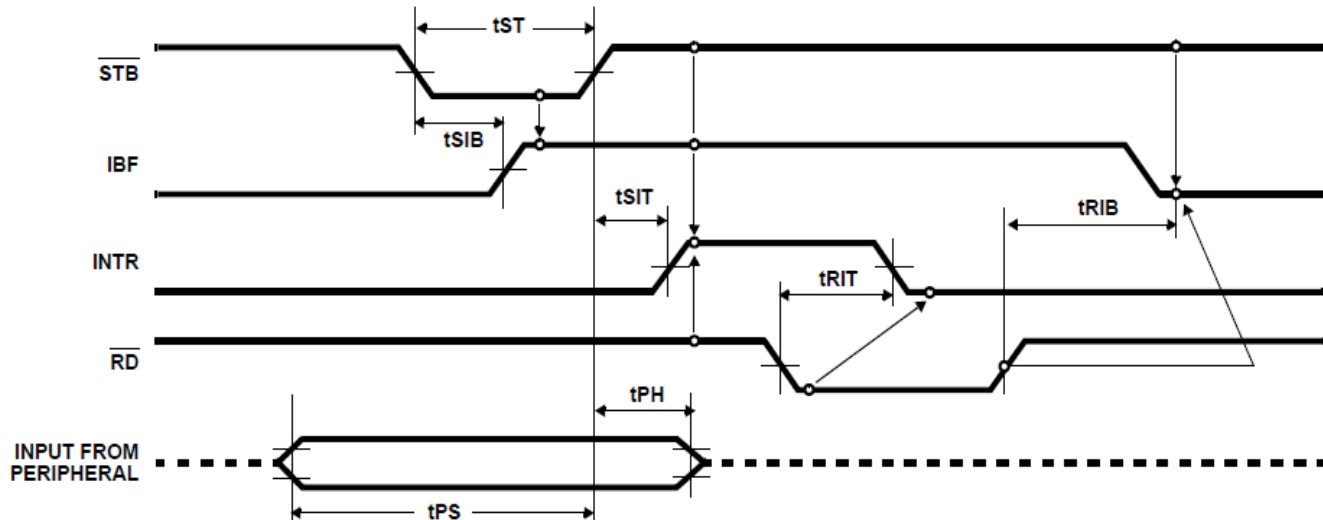 tST
STB
tSIB
IBF
tSIT
tRIB
INTR
tRIT
RD
tPH
INPUT FROM
PERIPHERAL
tPS